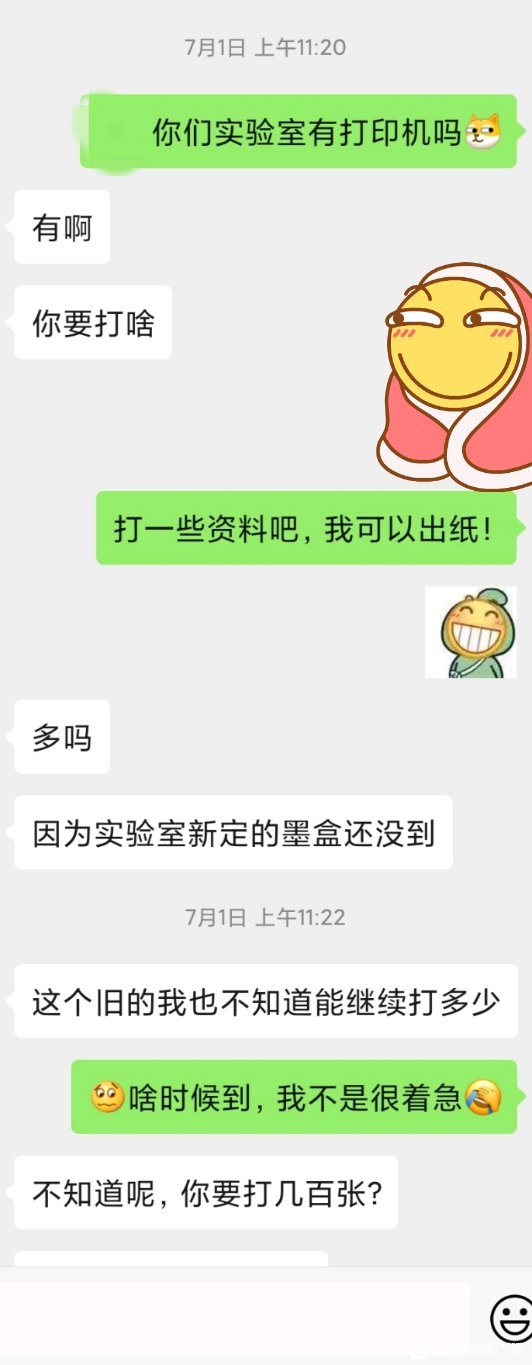 7月1日 上午11:20
你们实验室有打印机吗
有啊
你要打啥
打一些资料吧，我可以出纸！
多吗
因为实验室新定的墨盒还没到
7月1日 上午11:22
这个旧的我也不知道能继续打多少
啥时候到，我不是很着急
不知道呢，你要打几百张？